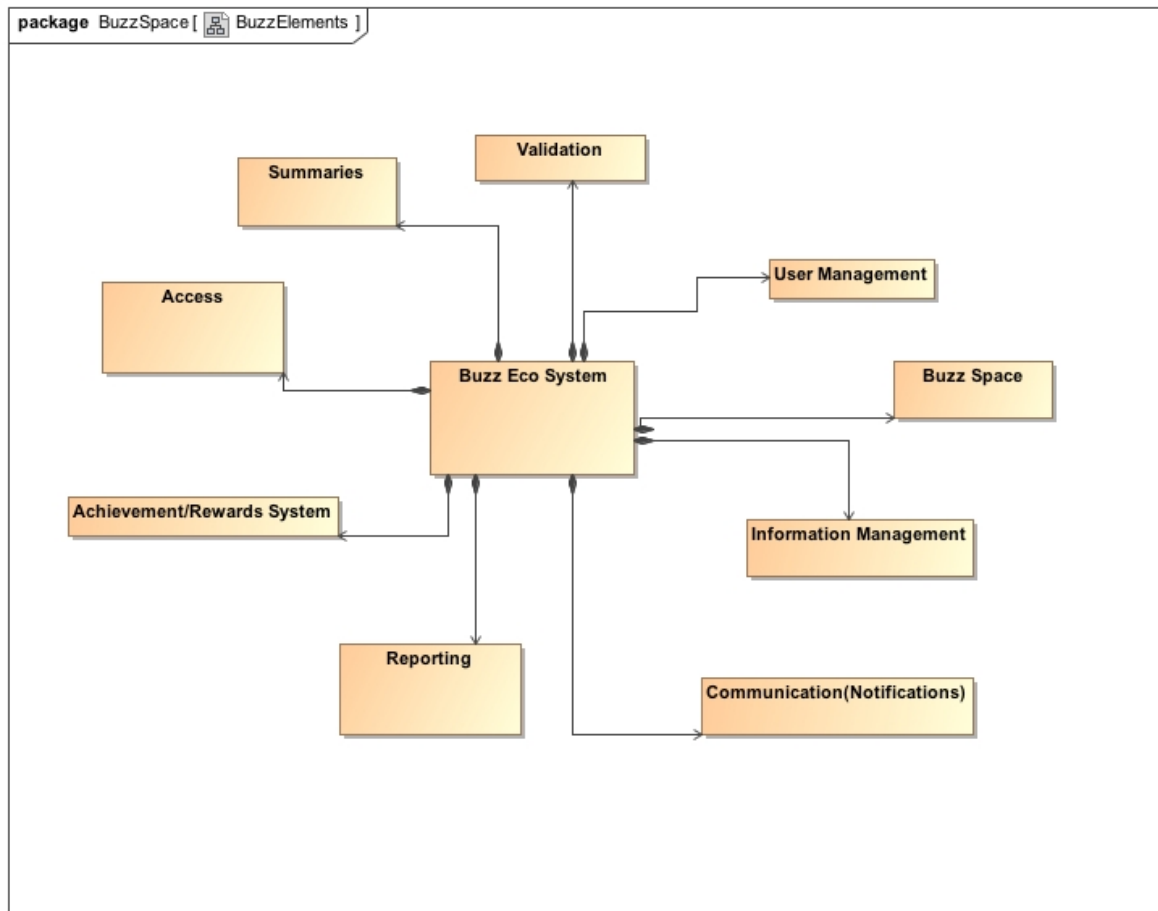 package BuzzSpace [ BuzzElements ]
Validation
Summaries
User Management
Access
Buzz Eco System
Buzz Space
Achievement/Rewards System
Information Management
Reporting
Communication(Notifications)